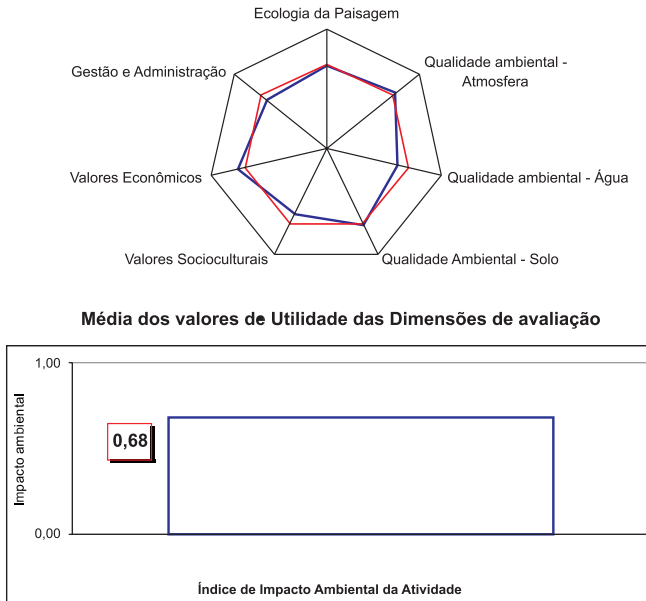 Ecologia da Paisagem
Qualidade ambiental -
Atmosfera
Gestão e Administração
Valores Econômicos
Qualidade ambiental - Água
Valores Socioculturais
Qualidade Ambiental - Solo
Média dos valores de Utilidade das Dimensões de avaliação
1,00
Impacto ambiental
0,68
0,00
Índice de Impacto Ambiental da Atividade